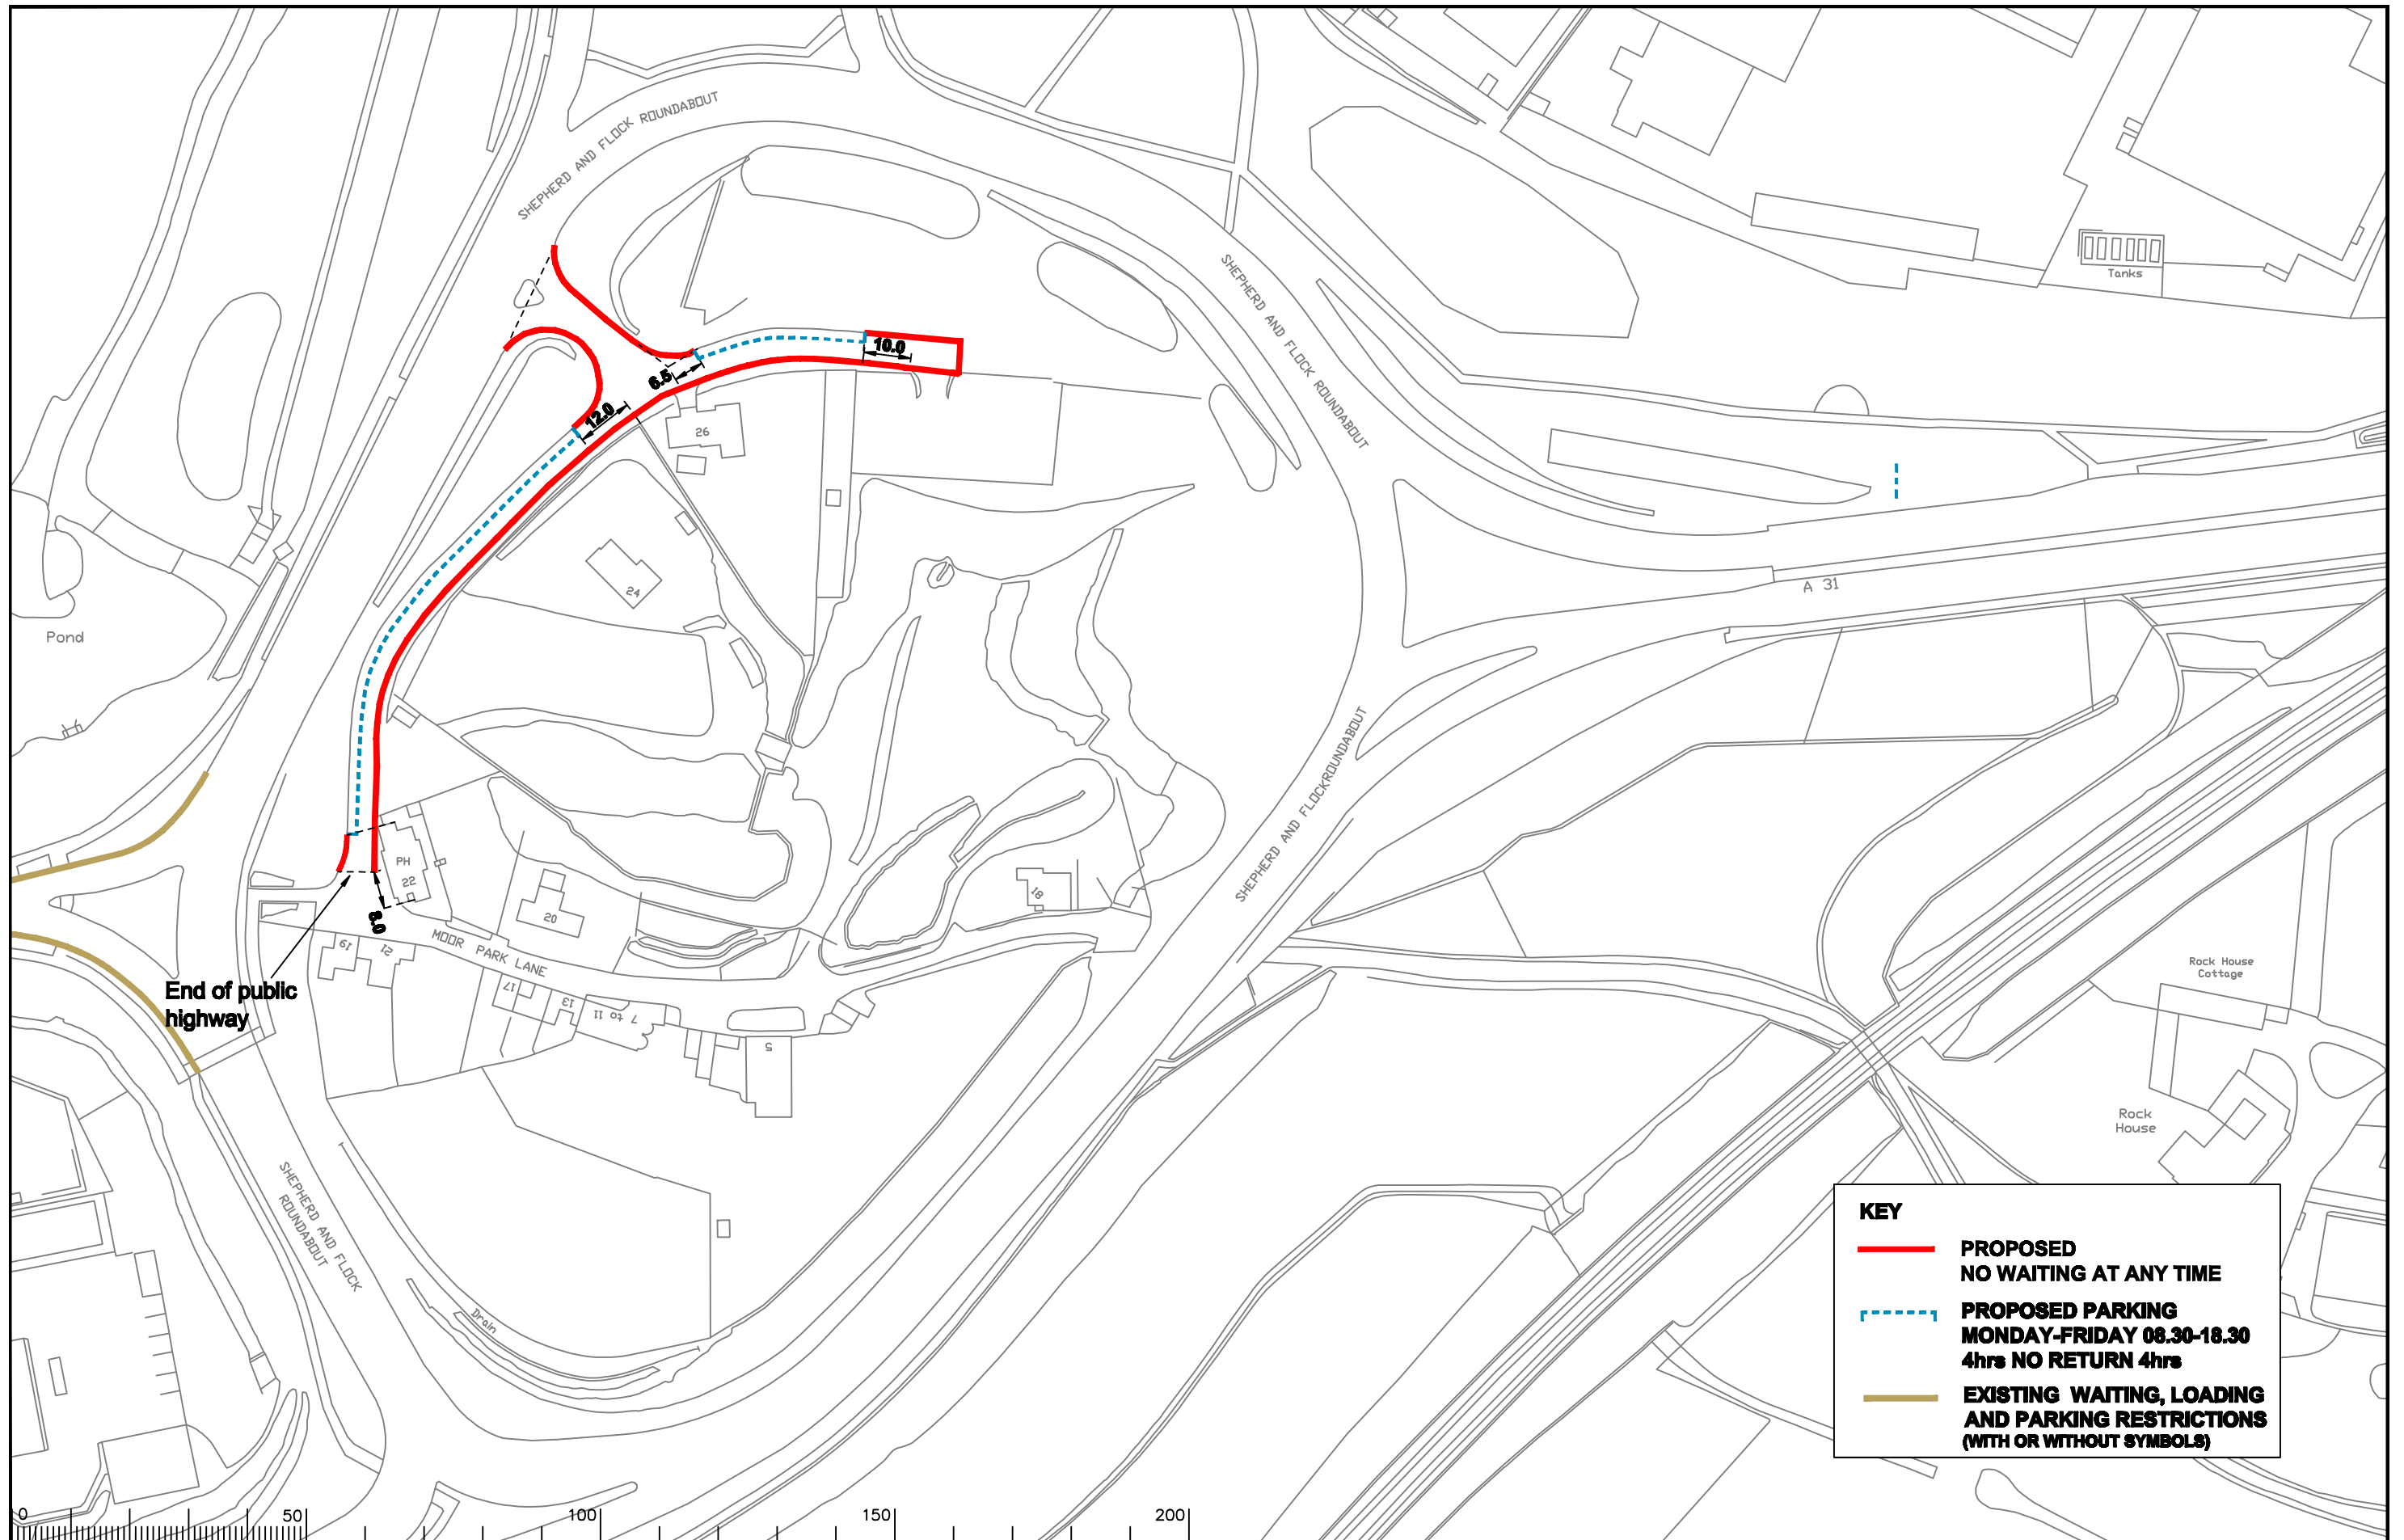 SHEPHERD AND FLOCK ROUNDABOUT
SHEPHERD AND FLOCK ROUNDABOUT
Tanks
10.0
6.5
12.0
26
24
A 31
Pond
SHEPHERD AND FLOCKROUNDABOUT
PH
22
8.0
20
18
19
21
MOOR PARK LANE
17
13
7 to 11
5
End of public
highway
Rock House
Cottage
Rock
House
SHEPHERD AND FLOCK
ROUNDABOUT
Drain
KEY
PROPOSED
NO WAITING AT ANY TIME
PROPOSED PARKING
MONDAY-FRIDAY 08.30-18.30
4hrs NO RETURN 4hrs
EXISTING WAITING, LOADING
AND PARKING RESTRICTIONS
(WITH OR WITHOUT SYMBOLS)
0
50
100
150
200